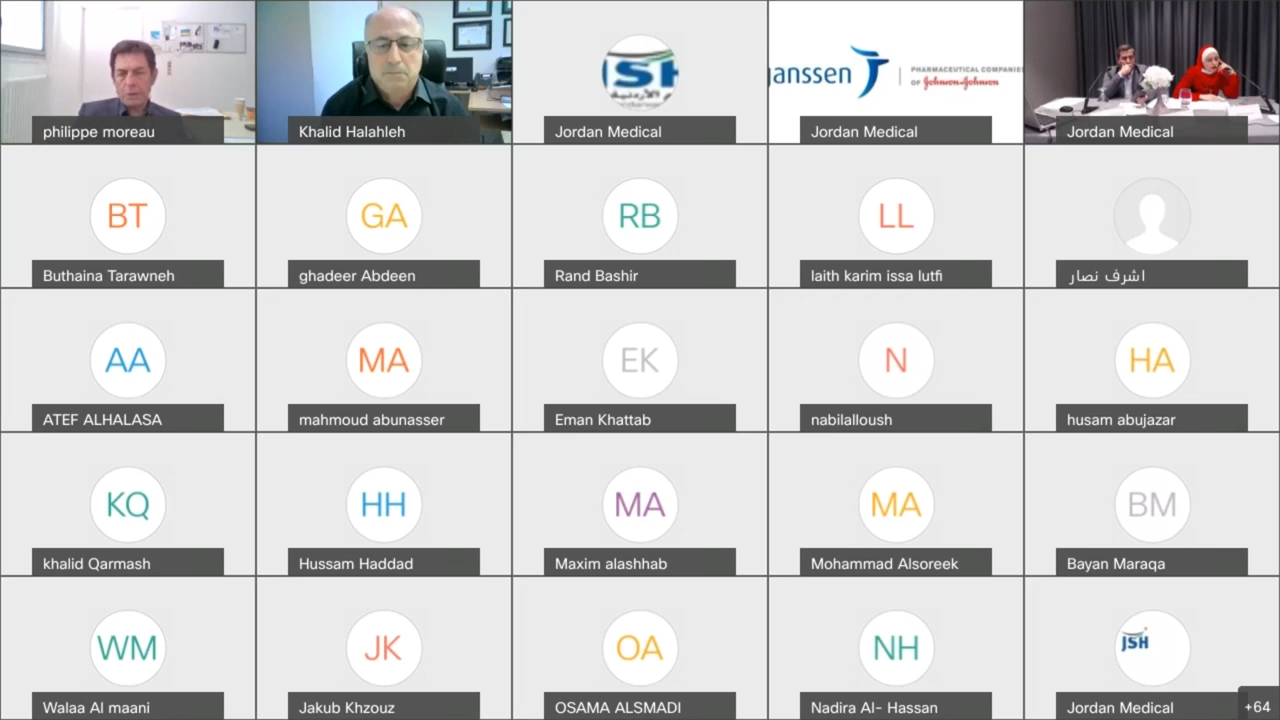 philippe moreau
Khalid Halahleh
JSH
Jordan Medical
anssen
PHARMACEUTICAL COMPANIES
OF Johnson-Johnson
Jordan Medical
Jordan Medical
BT
Buthaina Tarawneh
GA
ghadeer Abdeen
RB
Rand Bashir
LL
laith karim issa lutfi
اشرف نصار
AA
ATEF ALHALASA
MA
mahmoud abunasser
EK
Eman Khattab
N
nabilalloush
HA
husam abujazar
KQ
khalid Qarmash
HH
Hussam Haddad
MA
Maxim alashhab
MA
Mohammad Alsoreek
BM
Bayan Maraqa
WM
Walaa Al maani
JK
Jakub Khzouz
OA
OSAMA ALSMADI
NH
Nadira Al- Hassan
JSH
Jordan Medical
+64